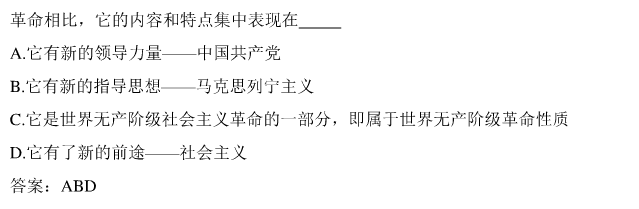 革命相比，它的内容和特点集中表现在_____
A.它有新的领导力量——中国共产党
B.它有新的指导思想——马克思列宁主义
C.它是世界无产阶级社会主义革命的一部分，即属于世界无产阶级革命性质
D.它有了新的前途——社会主义
答案：ABD